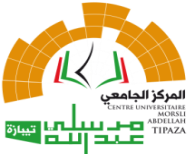 المركز الجامعي
CENTRE UNIVERSITAIRE
MORSLI
ABDELLAH
TIPAZA
مرسلي
عبد الله
تيبازة